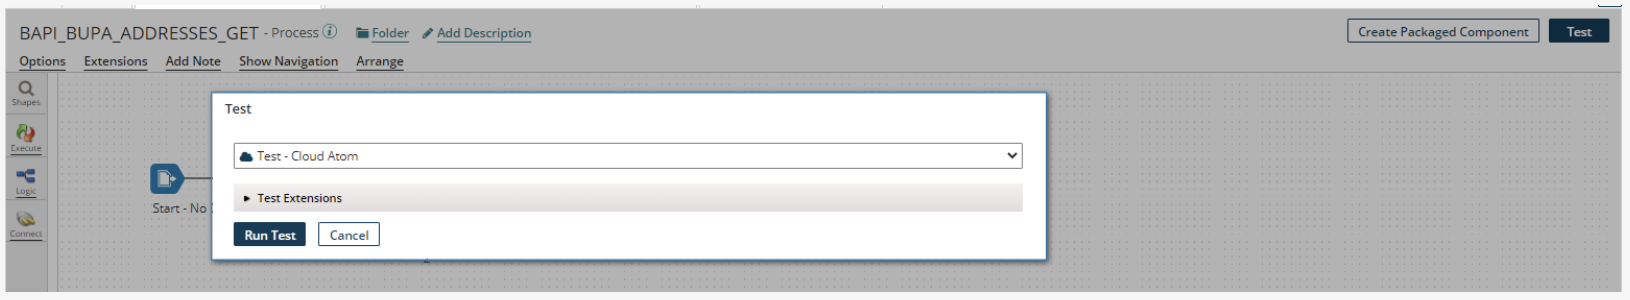 BAPI_BUPA_ADDRESSES_GET - Process Folder Add Description
Create Packaged Component Test
Options Extensions Add Note Show Navigation Arrange
Shapes
Execute
Logic
Connect
Start - No
Test
Test - Cloud Atom
Test Extensions
Run Test Cancel